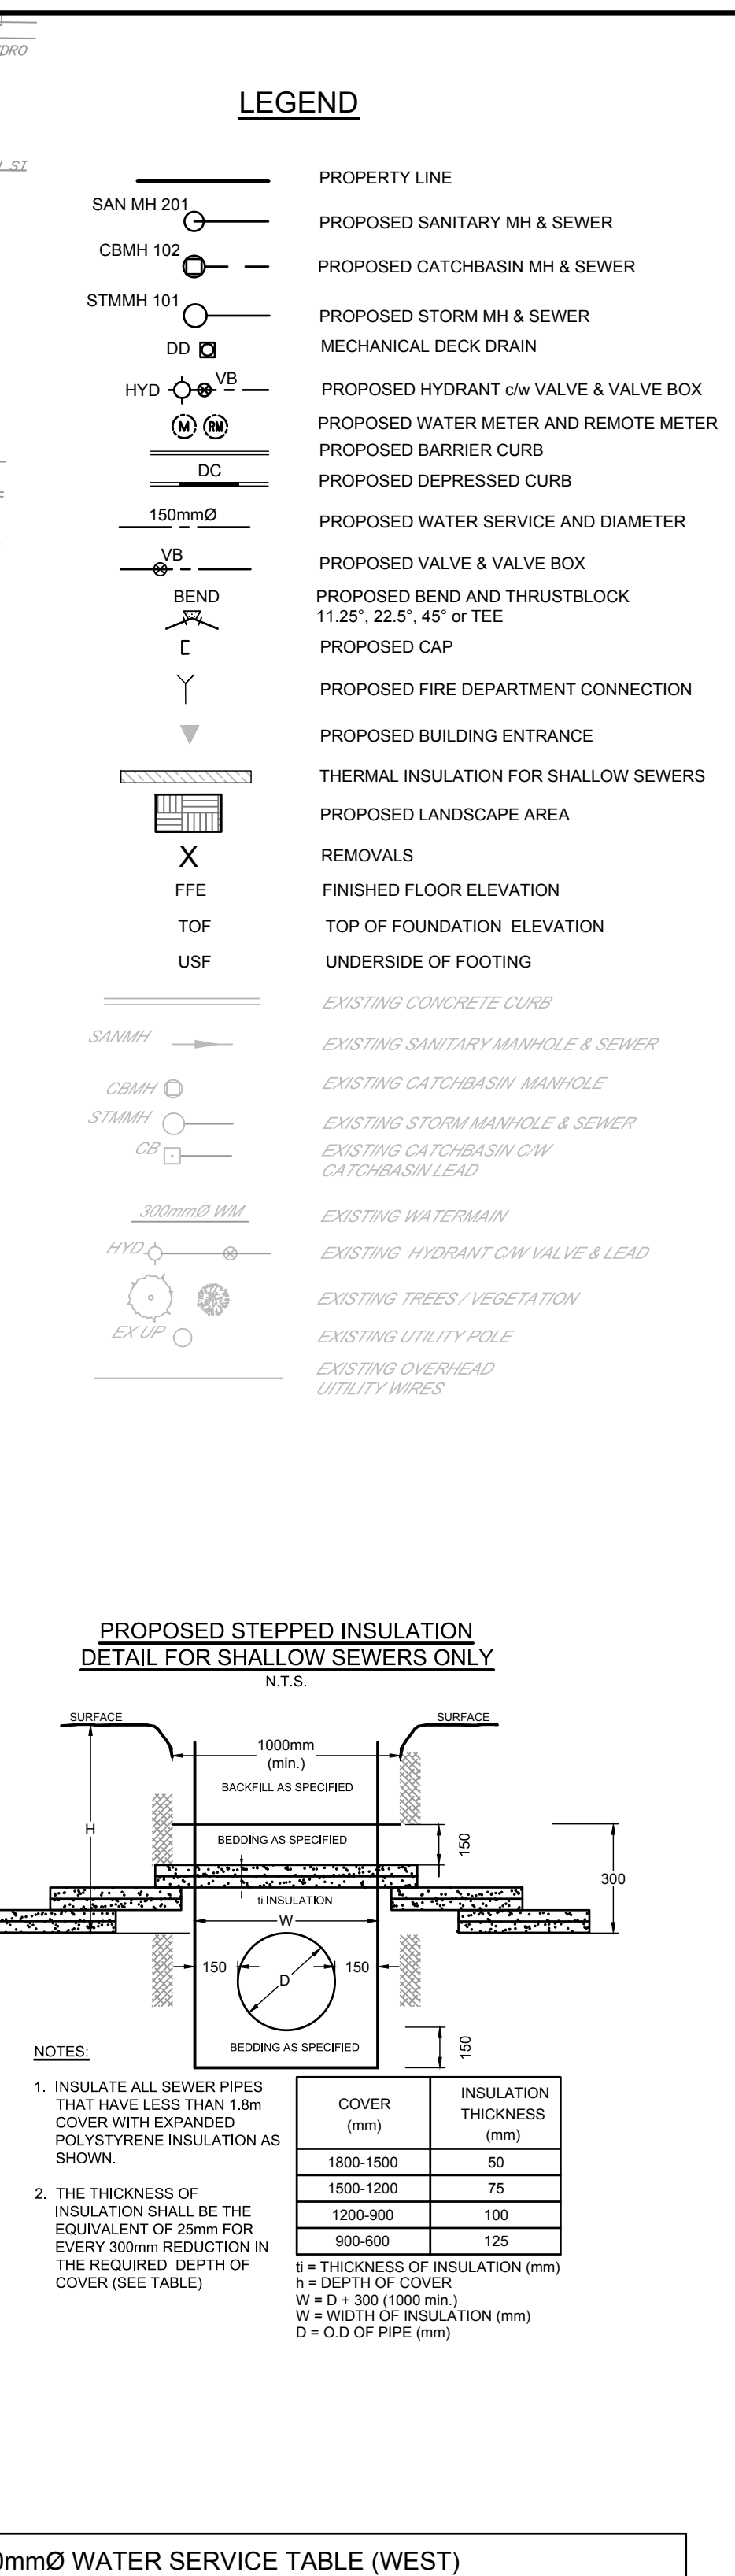 LEGEND
PROPERTY LINE
SAN MH 201 PROPOSED SANITARY MH & SEWER
CBMH 102 PROPOSED CATCHBASIN MH & SEWER
STMMH 101 PROPOSED STORM MH & SEWER
DD MECHANICAL DECK DRAIN
HYD VB PROPOSED HYDRANT c/w VALVE & VALVE BOX
M RM PROPOSED WATER METER AND REMOTE METER
PROPOSED BARRIER CURB
DC PROPOSED DEPRESSED CURB
150mmØ PROPOSED WATER SERVICE AND DIAMETER
VB PROPOSED VALVE & VALVE BOX
BEND PROPOSED BEND AND THRUSTBLOCK
11.25°, 22.5°, 45° or TEE
PROPOSED CAP
PROPOSED FIRE DEPARTMENT CONNECTION
PROPOSED BUILDING ENTRANCE
THERMAL INSULATION FOR SHALLOW SEWERS
PROPOSED LANDSCAPE AREA
X REMOVALS
FFE FINISHED FLOOR ELEVATION
TOF TOP OF FOUNDATION ELEVATION
USF UNDERSIDE OF FOOTING
EXISTING CONCRETE CURB
SANMH EXISTING SANITARY MANHOLE & SEWER
CBMH EXISTING CATCHBASIN MANHOLE
STMMH EXISTING STORM MANHOLE & SEWER
CB EXISTING CATCHBASIN C/W
CATCHBASIN LEAD
300mmØ WM EXISTING WATERMAIN
HYD EXISTING HYDRANT C/W VALVE & LEAD
EXISTING TREES / VEGETATION
EX UP EXISTING UTILITY POLE
EXISTING OVERHEAD
UITILITY WIRES
PROPOSED STEPPED INSULATION
DETAIL FOR SHALLOW SEWERS ONLY
N.T.S.
SURFACE SURFACE
1000mm
(min.)
BACKFILL AS SPECIFIED
H
BEDDING AS SPECIFIED 150
300
ti INSULATION
W
150 150
D
BEDDING AS SPECIFIED 150
NOTES:
1. INSULATE ALL SEWER PIPES
THAT HAVE LESS THAN 1.8m
COVER WITH EXPANDED
POLYSTYRENE INSULATION AS
SHOWN.
2. THE THICKNESS OF
INSULATION SHALL BE THE
EQUIVALENT OF 25mm FOR
EVERY 300mm REDUCTION IN
THE REQUIRED DEPTH OF
COVER (SEE TABLE)
COVER
(mm)
INSULATION
THICKNESS
(mm)
1800-1500 50
1500-1200 75
1200-900 100
900-600 125
ti = THICKNESS OF INSULATION (mm)
h = DEPTH OF COVER
W = D + 300 (1000 min.)
W = WIDTH OF INSULATION (mm)
D = O.D OF PIPE (mm)
0mmØ WATER SERVICE TABLE (WEST)